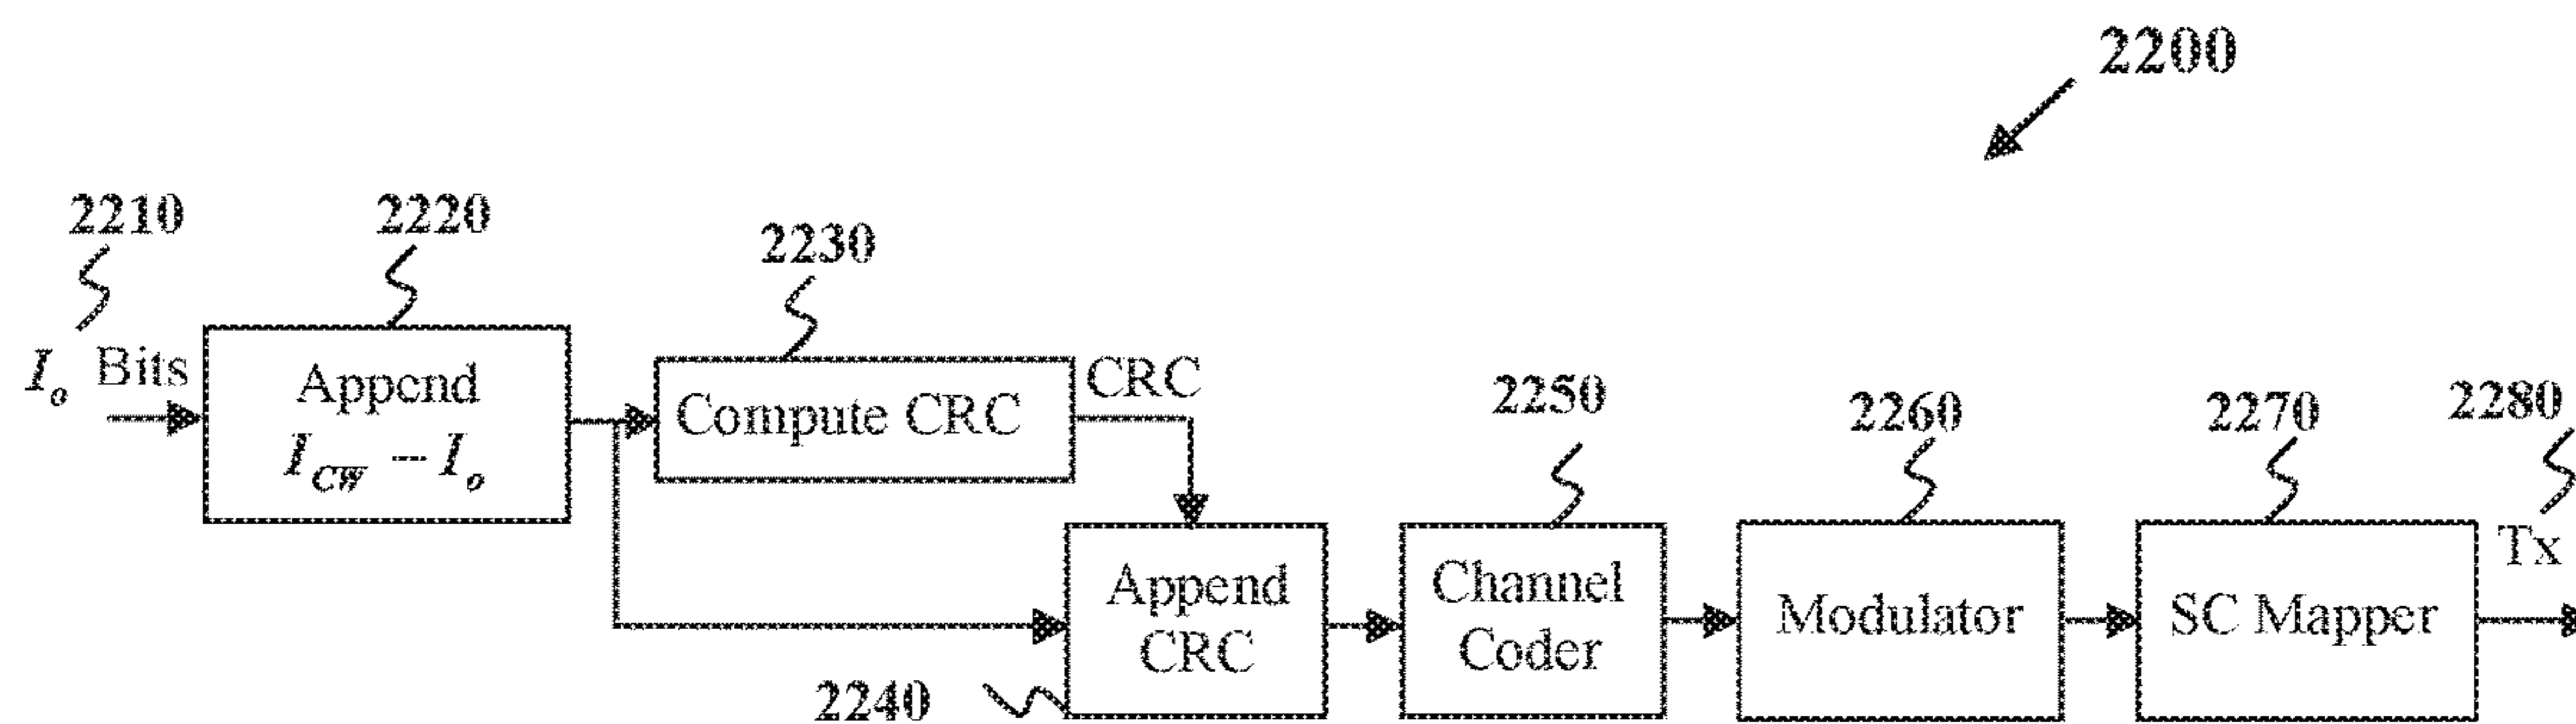 2200
2210
2220
2230
I_o Bits
Append
I_CW - I_o
Compute CRC
CRC
2250
2260
2270
2280
Append
CRC
Channel
Coder
Modulator
SC Mapper
Tx
2240